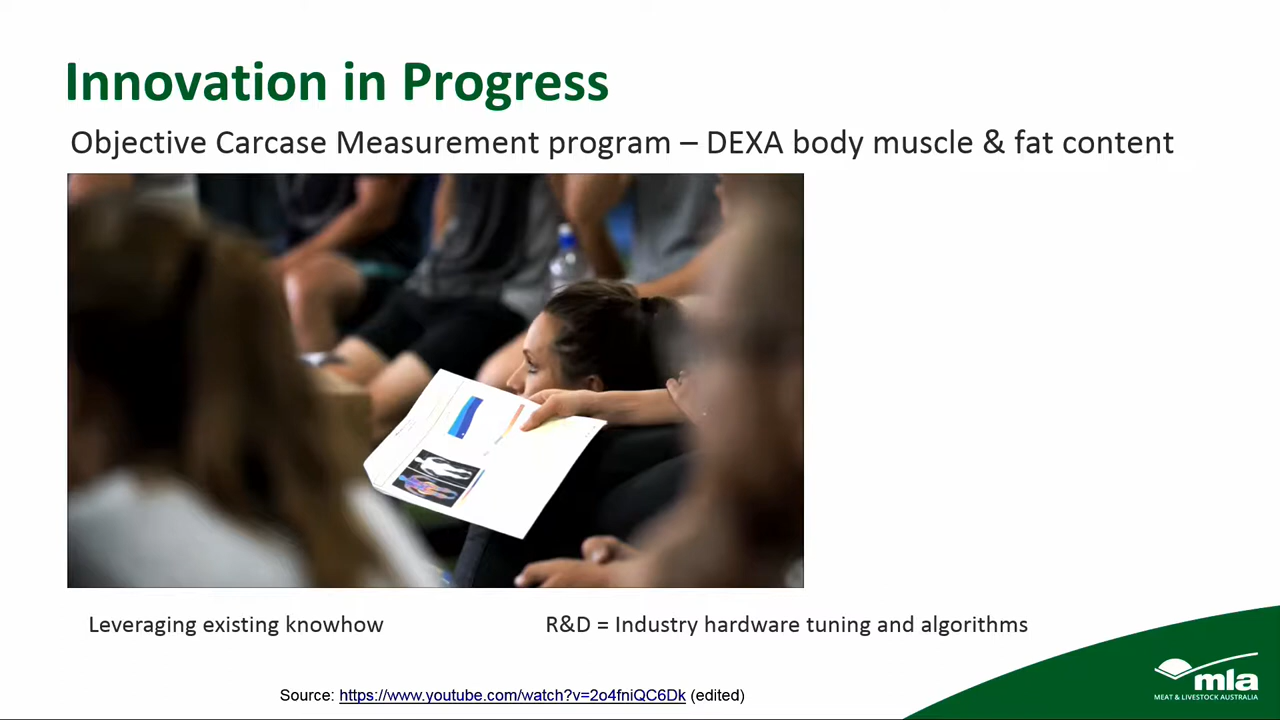 Innovation in Progress
Objective Carcase Measurement program – DEXA body muscle & fat content
Leveraging existing knowhow
R&D = Industry hardware tuning and algorithms
Source: https://www.youtube.com/watch?v=2o4fniQC6Dk (edited)
mla
MEAT & LIVESTOCK AUSTRALIA